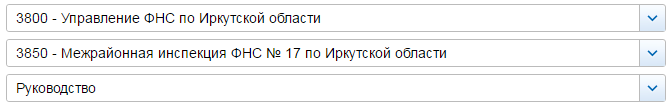 3800 - Управление ФНС по Иркутской области
3850 - Межрайонная инспекция ФНС № 17 по Иркутской области
Руководство